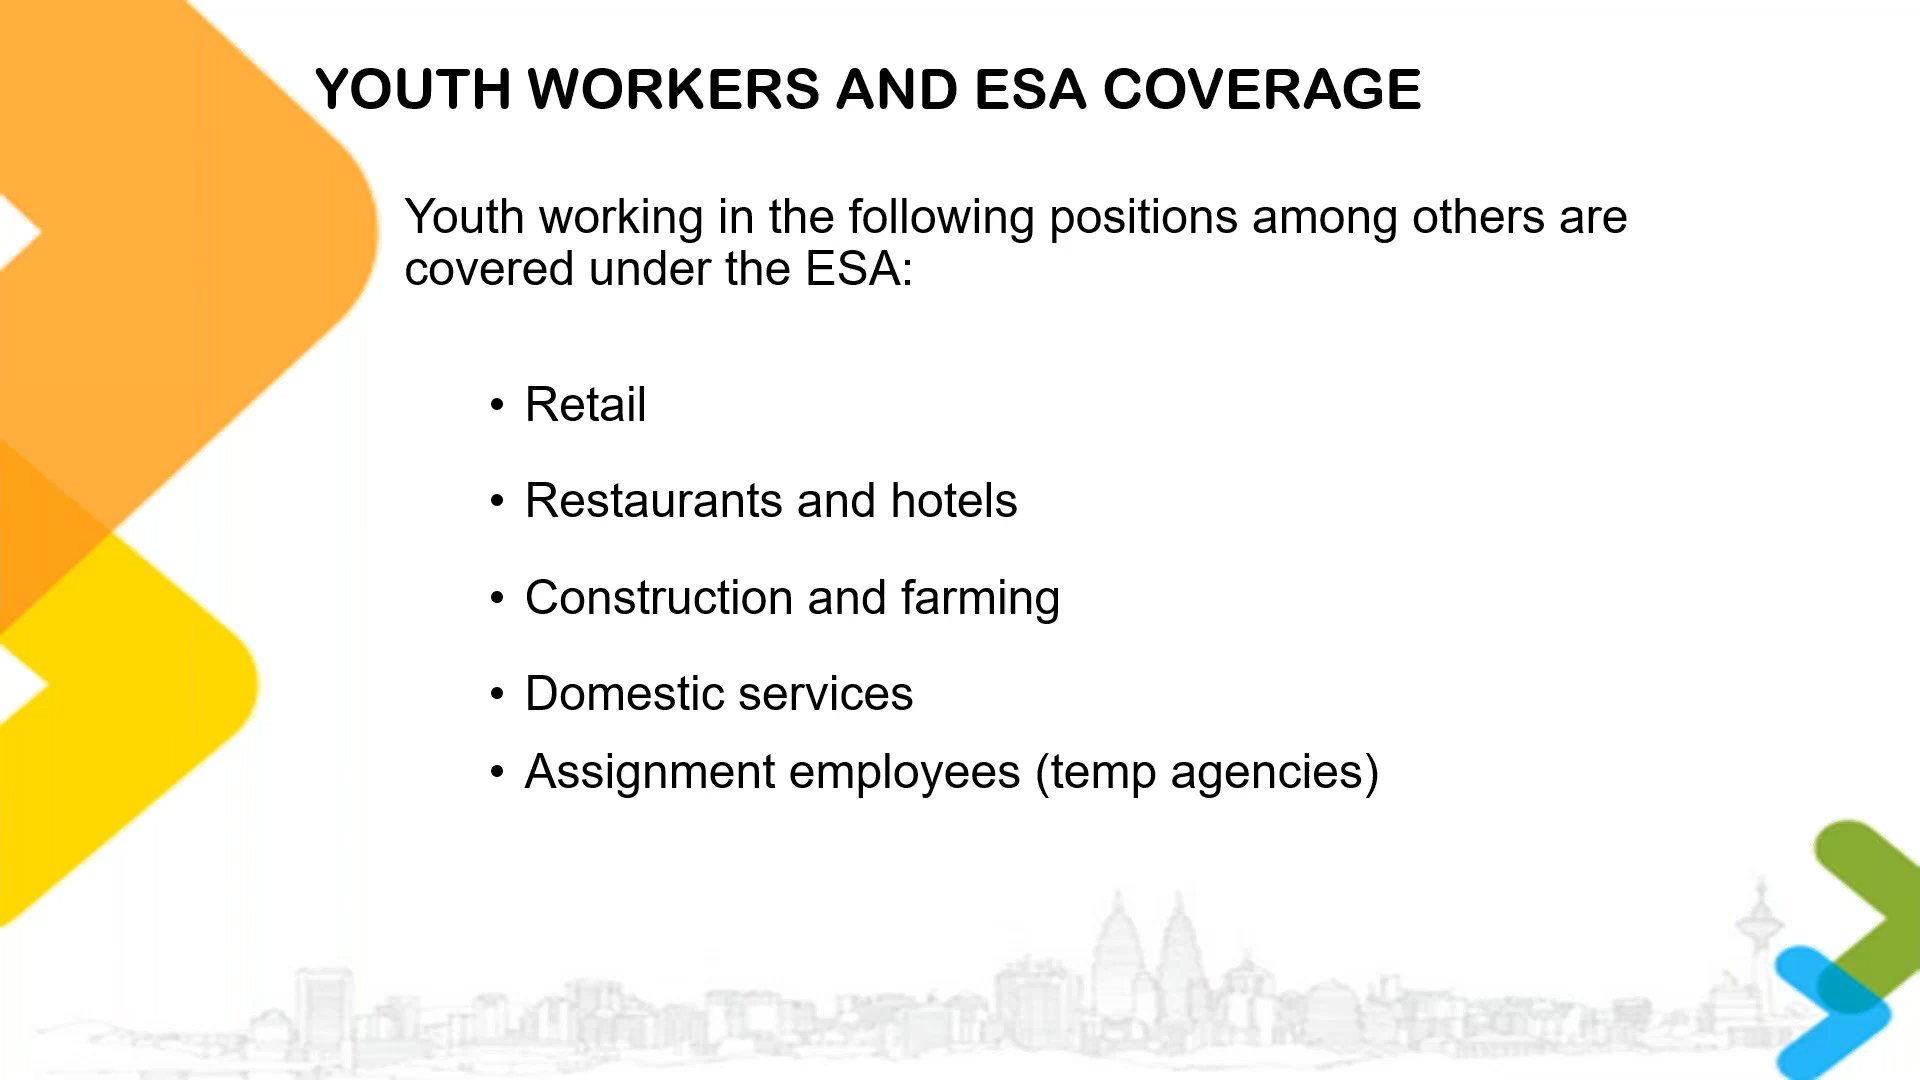 YOUTH WORKERS AND ESA COVERAGE
Youth working in the following positions among others are
covered under the ESA:
• Retail
• Restaurants and hotels
• Construction and farming
• Domestic services
• Assignment employees (temp agencies)